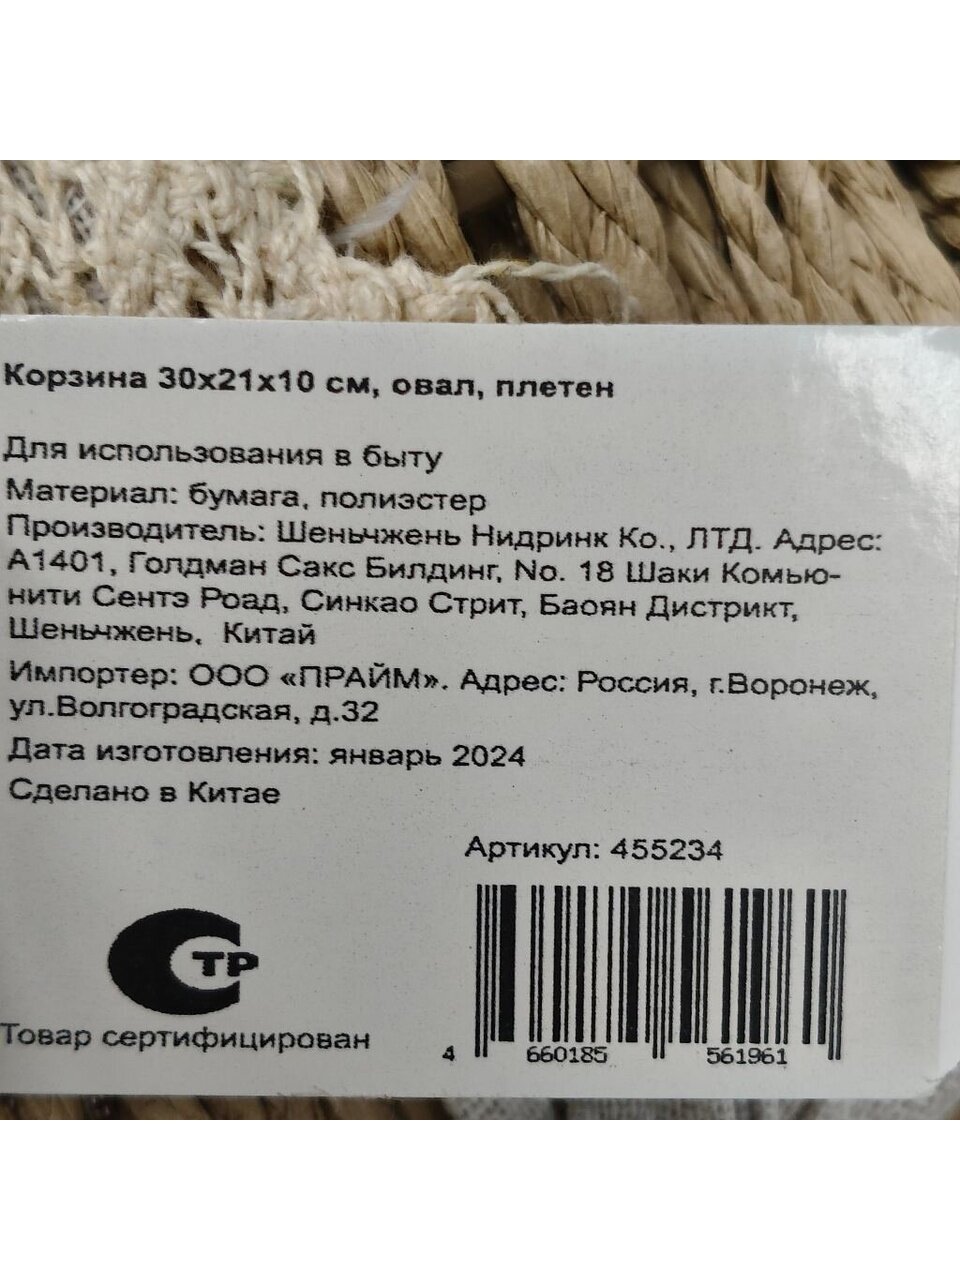 Корзина 30х21х10 см, овал, плетен
Для использования в быту
Материал: бумага, полиэстер
Производитель: Шеньчжень Нидринк Ко., ЛТД. Адрес:
А1401, Голдман Сакс Билдинг, No. 18 Шаки Комью-
нити Сентэ Роад, Синкао Стрит, Баоян Дистрикт,
Шеньчжень, Китай
Импортер: ООО «ПРАЙМ». Адрес: Россия, г.Воронеж,
ул.Волгоградская, д.32
Дата изготовления: январь 2024
Сделано в Китае
Артикул: 455234
СТР
Товар сертифицирован
4 660185 561961